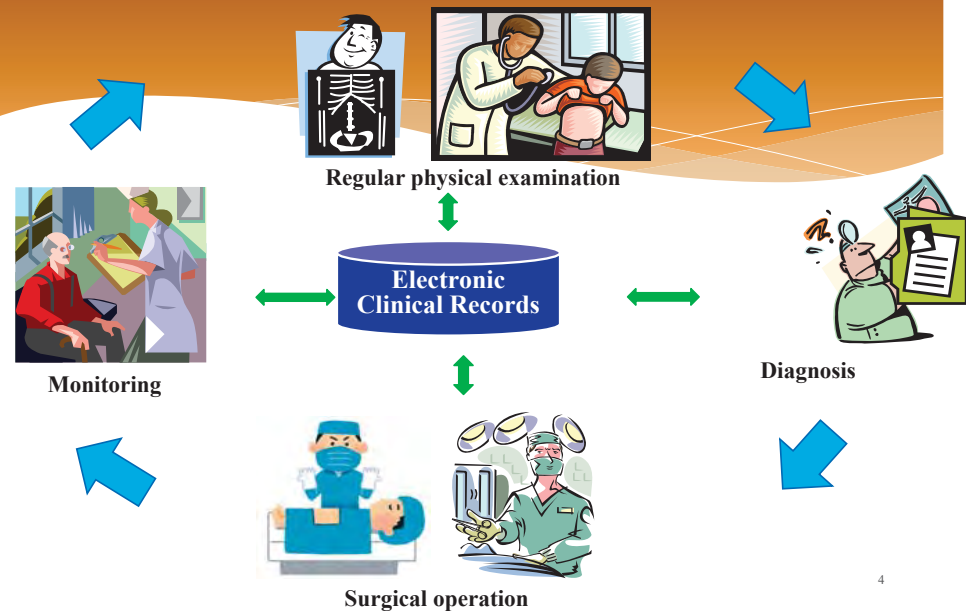 Regular physical examination
Electronic
Clinical Records
Monitoring
Diagnosis
Surgical operation
4